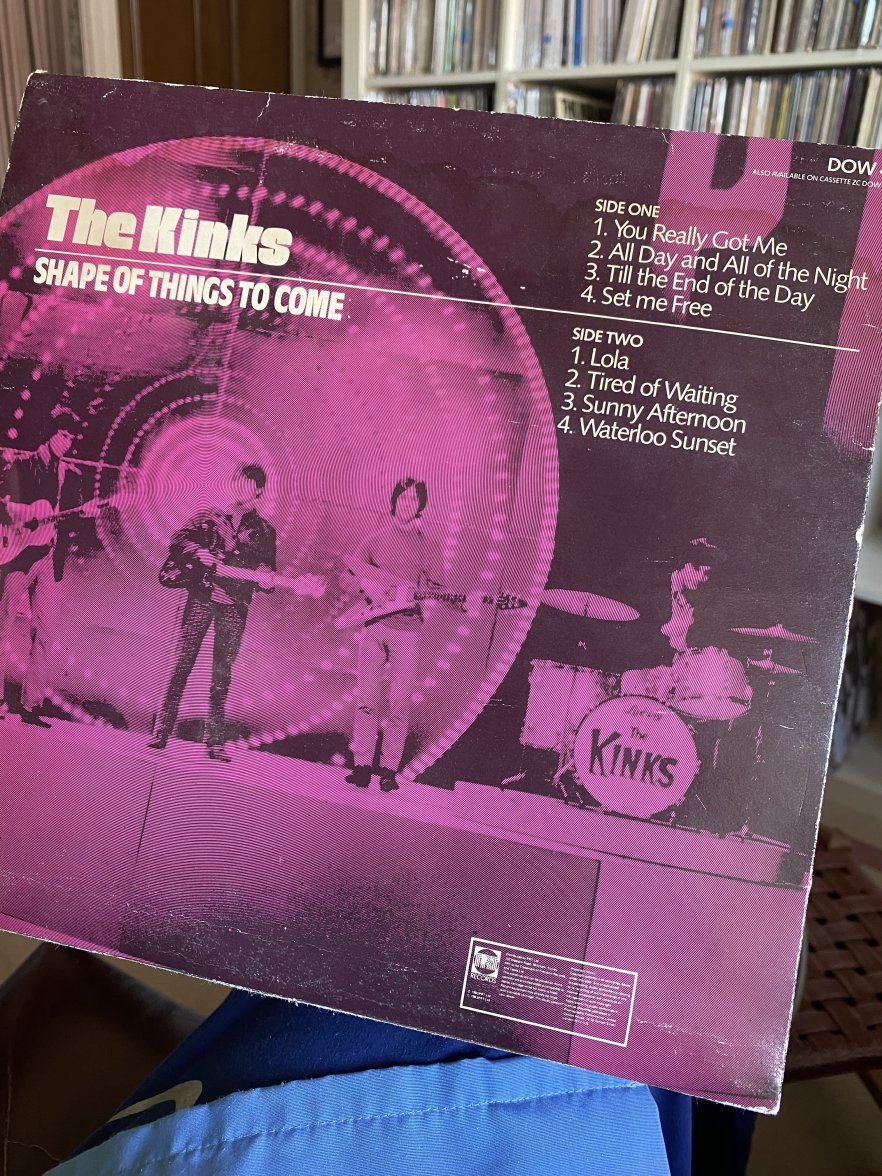 DOW
ALSO AVAILABLE ON CASSETTE ZC DOW
The Kinks
SHAPE OF THINGS TO COME
SIDE ONE
1. You Really Got Me
2. All Day and All of the Night
3. Till the End of the Day
4. Set me Free
SIDE TWO
1. Lola
2. Tired of Waiting
3. Sunny Afternoon
4. Waterloo Sunset
The
KINKS
RECORDS